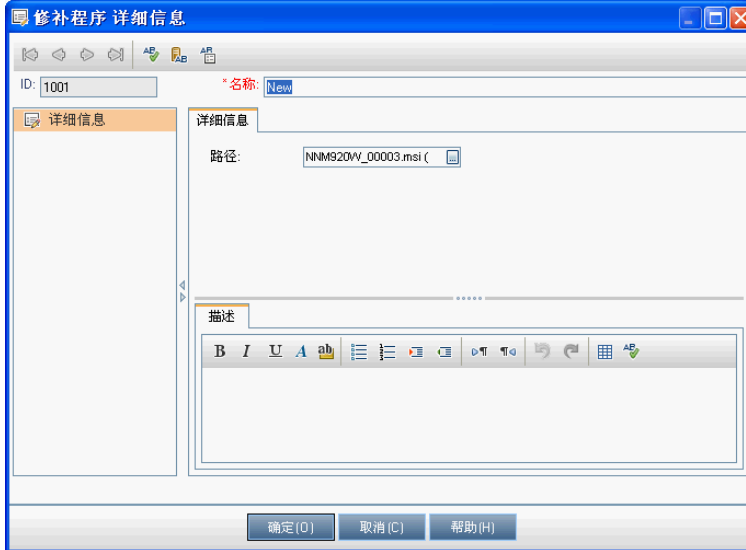 修补程序 详细信息
ID: 1001 *名称: New
详细信息
详细信息
路径: NNM920W_00003.msi ( ...
描述
B I U A ab
确定(O) 取消(C) 帮助(H)